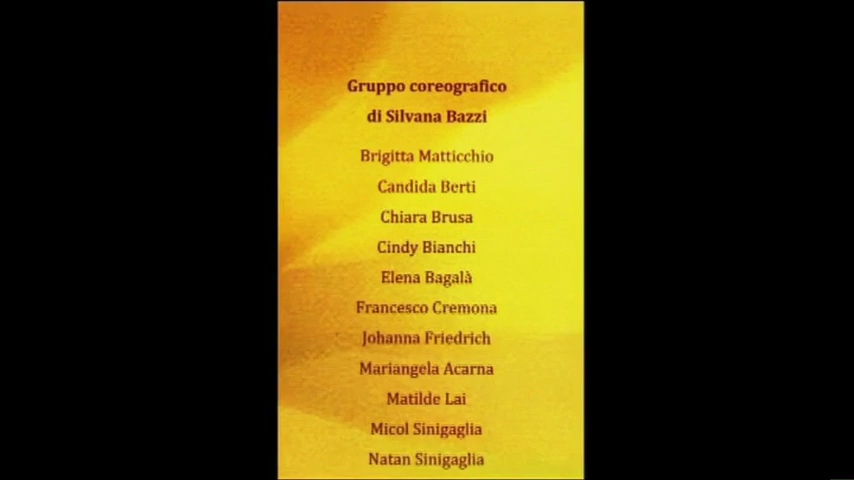 Gruppo coreografico
di Silvana Bazzi
Brigitta Matticchio
Candida Berti
Chiara Brusa
Cindy Bianchi
Elena Bagalà
Francesco Cremona
Johanna Friedrich
Mariangela Acarna
Matilde Lai
Micol Sinigaglia
Natan Sinigaglia